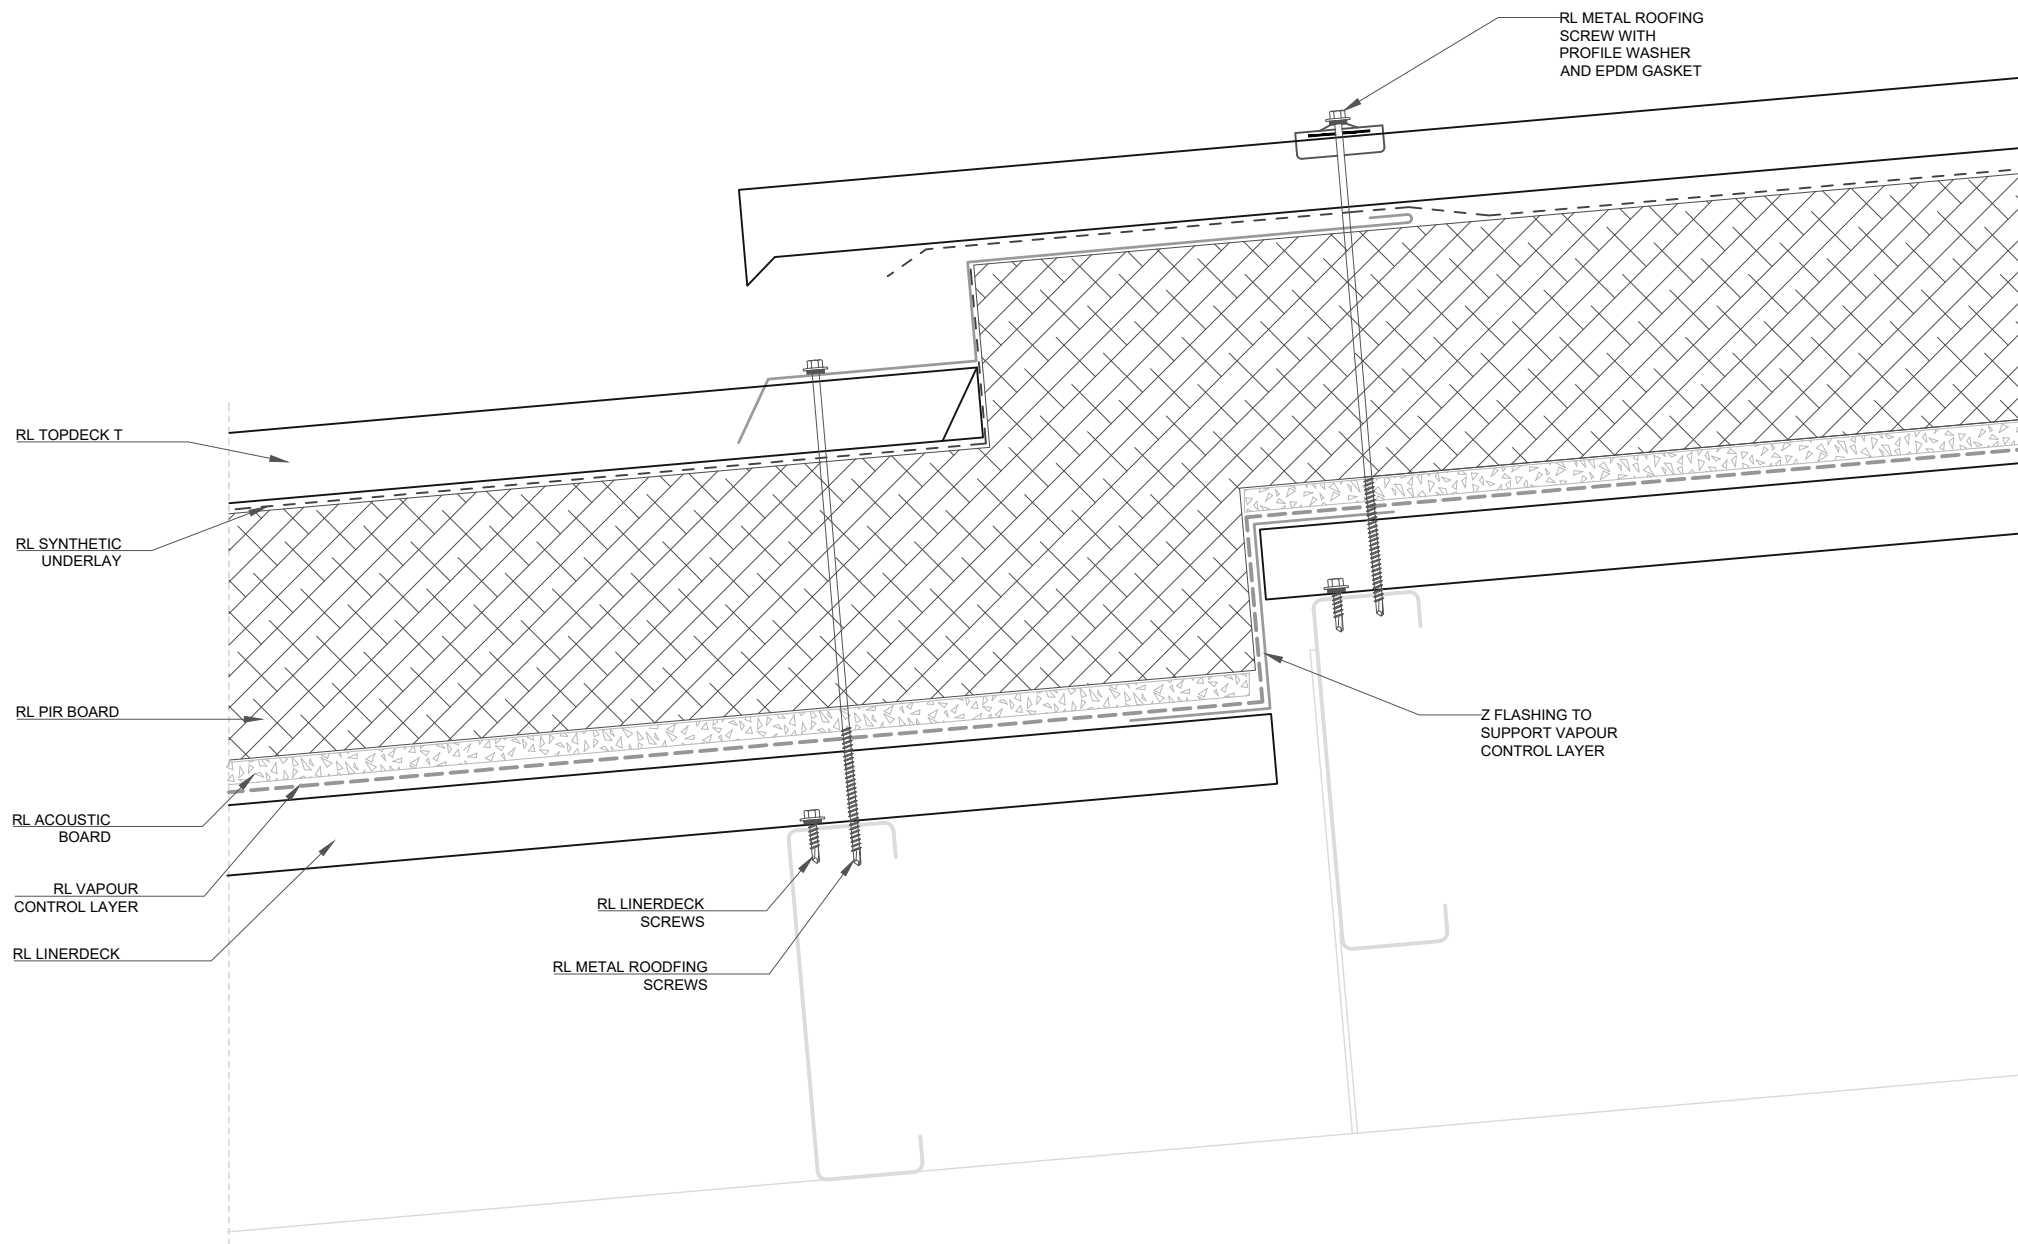 RL METAL ROOFING
SCREW WITH
PROFILE WASHER
AND EPDM GASKET
RL TOPDECK T
RL SYNTHETIC
UNDERLAY
RL PIR BOARD
Z FLASHING TO
SUPPORT VAPOUR
CONTROL LAYER
RL ACOUSTIC
BOARD
RL VAPOUR
CONTROL LAYER
RL LINERDECK
SCREWS
RL LINERDECK
RL METAL ROODFING
SCREWS